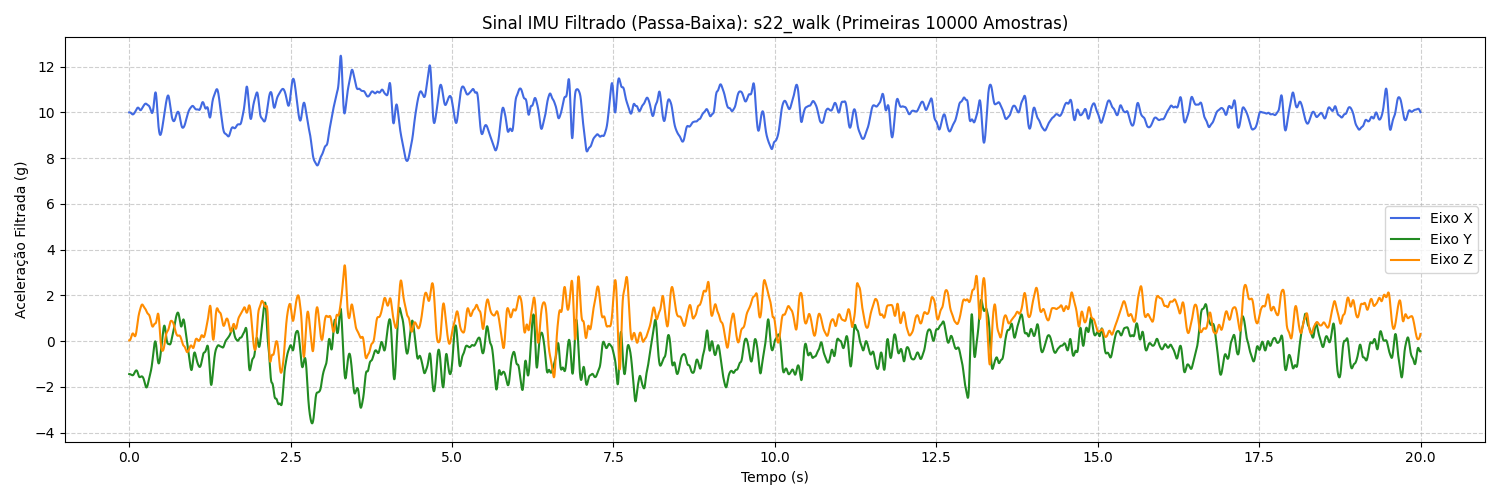 Sinal IMU Filtrado (Passa-Baixa): s22_walk (Primeiras 10000 Amostras)
Aceleração Filtrada (g)
12
10
8
6
4
2
0
−2
−4
Eixo X
Eixo Y
Eixo Z
0.0 2.5 5.0 7.5 10.0 12.5 15.0 17.5 20.0
Tempo (s)